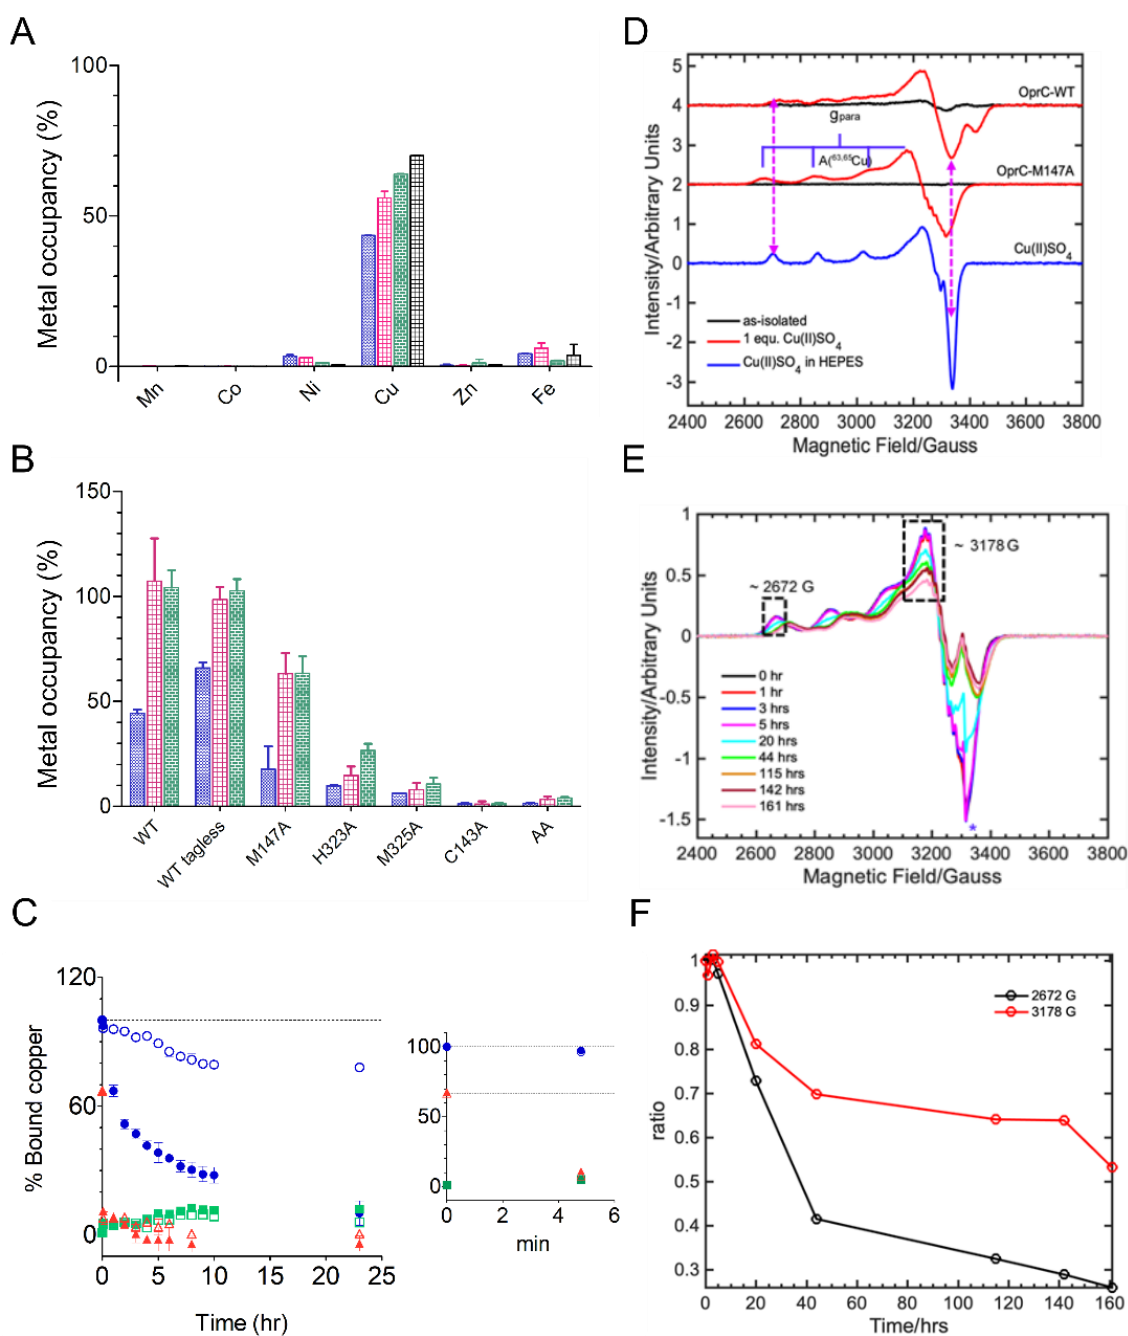 A
100
50
0
Metal occupancy (%)
Mn
Co
Ni
Cu
Zn
Fe
D
5
4
3
2
1
0
-1
-2
-3
Intensity/Arbitrary Units
OprC-WT
gpara
A(63,65Cu)
OprC-M147A
Cu(II)SO4
as-isolated
1 equ. Cu(II)SO4
Cu(II)SO4 in HEPES
2400 2600 2800 3000 3200 3400 3600 3800
Magnetic Field/Gauss
B
150
100
50
0
Metal occupancy (%)
WT
WT tagless
M147A
H323A
M325A
C143A
AA
E
1
0.5
0
-0.5
-1
-1.5
Intensity/Arbitrary Units
~ 2672 G
~ 3178 G
0 hr
1 hr
3 hrs
5 hrs
20 hrs
44 hrs
115 hrs
142 hrs
161 hrs
*
2400 2600 2800 3000 3200 3400 3600 3800
Magnetic Field/Gauss
C
120
60
0
% Bound copper
0 5 10 15 20 25
Time (hr)
100
50
0
0 2 4 6
min
F
1
0.9
0.8
0.7
0.6
0.5
0.4
0.3
ratio
2672 G
3178 G
0 20 40 60 80 100 120 140 160
Time/hrs